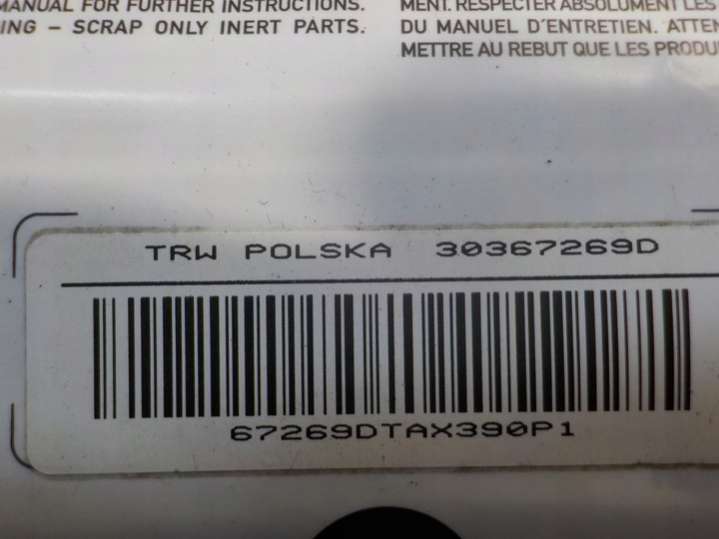 MANUAL FOR FURTHER INSTRUCTIONS.
ING – SCRAP ONLY INERT PARTS.
MENT. RESPECTER ABSOLUMENT LES
DU MANUEL D'ENTRETIEN. ATTEN
METTRE AU REBUT QUE LES PRODU
TRW POLSKA 30367269D
67269DTAX390P1